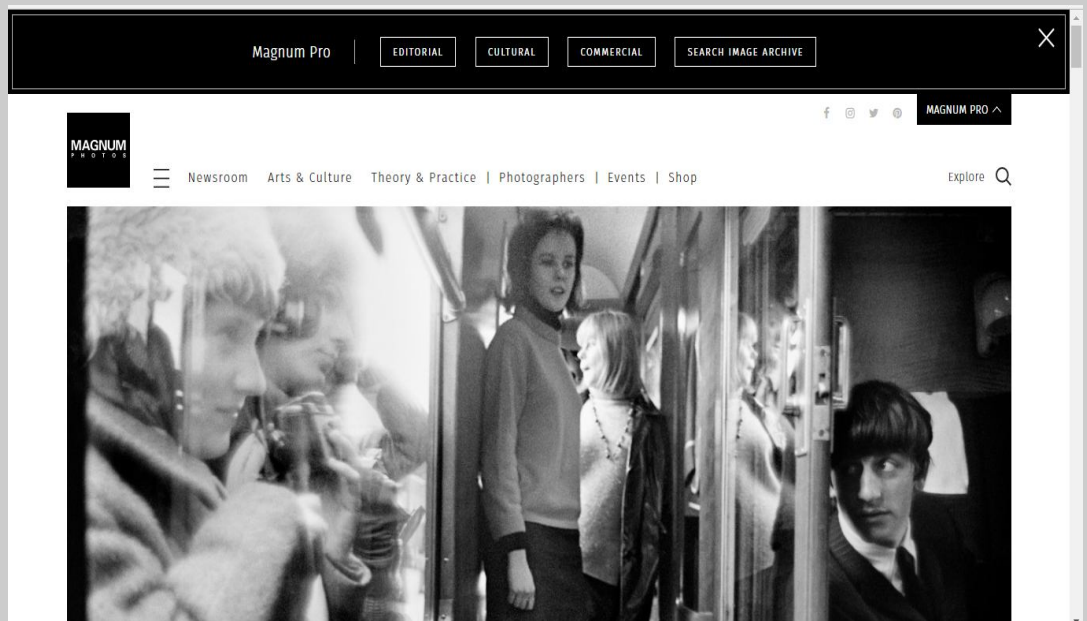 Magnum Pro EDITORIAL CULTURAL COMMERCIAL SEARCH IMAGE ARCHIVE
MAGNUM PRO
MAGNUM
PHOTOS
Newsroom Arts & Culture Theory & Practice | Photographers | Events | Shop Explore